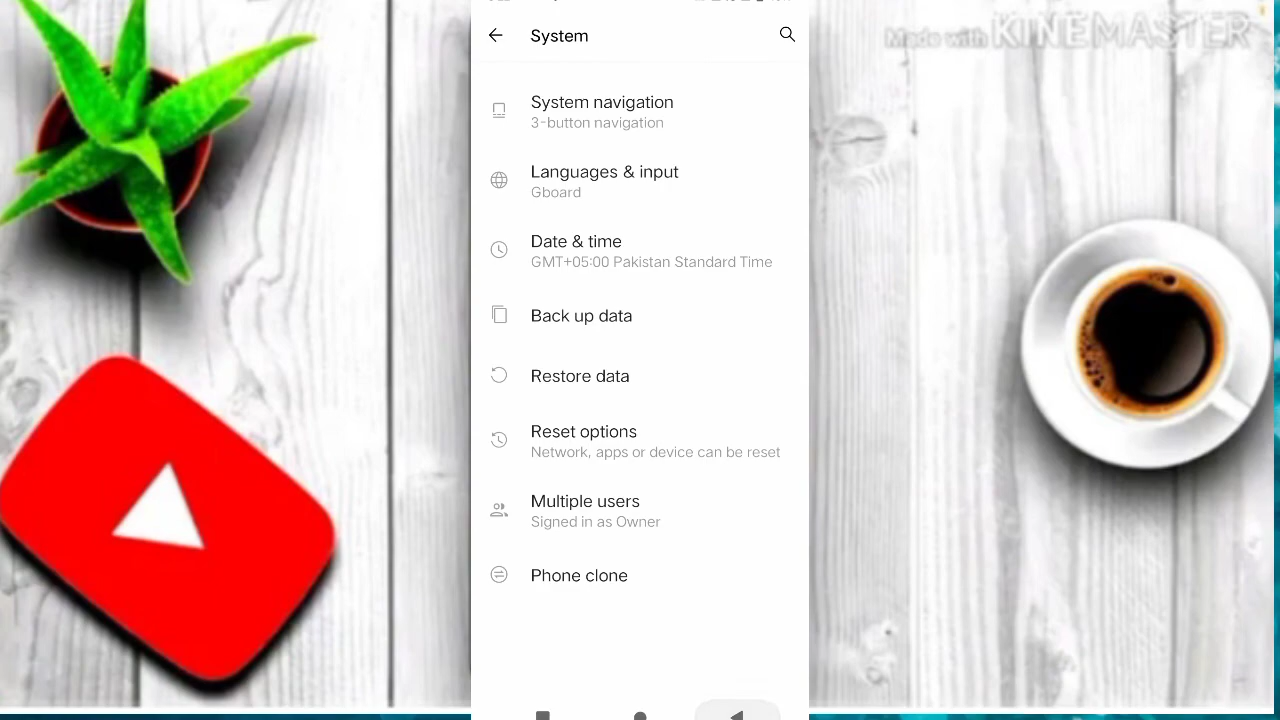 Made with KINEMASTER
System
System navigation
3-button navigation
Languages & input
Gboard
Date & time
GMT+05:00 Pakistan Standard Time
Back up data
Restore data
Reset options
Network, apps or device can be reset
Multiple users
Signed in as Owner
Phone clone